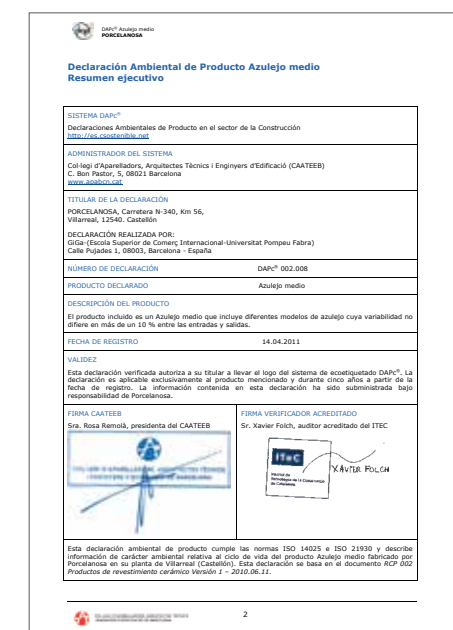 DAPc® Azulejo medio
PORCELANOSA
Declaración Ambiental de Producto Azulejo medio
Resumen ejecutivo
SISTEMA DAPc®
Declaraciones Ambientales de Producto en el sector de la Construcción
http://es.csostenible.net
ADMINISTRADOR DEL SISTEMA
Col·legi d'Aparelladors, Arquitectes Tècnics i Enginyers d'Edificació (CAATEEB)
C. Bon Pastor, 5, 08021 Barcelona
www.apabcn.cat
TITULAR DE LA DECLARACIÓN
PORCELANOSA, Carretera N-340, Km 56,
Villarreal, 12540. Castellón
DECLARACIÓN REALIZADA POR:
GiGa-(Escola Superior de Comerç Internacional-Universitat Pompeu Fabra)
Calle Pujades 1, 08003, Barcelona - España
NÚMERO DE DECLARACIÓN DAPc® 002.008
PRODUCTO DECLARADO Azulejo medio
DESCRIPCIÓN DEL PRODUCTO
El producto incluido es un Azulejo medio que incluye diferentes modelos de azulejo cuya variabilidad no
difiere en más de un 10 % entre las entradas y salidas.
FECHA DE REGISTRO 14.04.2011
VALIDEZ
Esta declaración verificada autoriza a su titular a llevar el logo del sistema de ecoetiquetado DAPc®. La
declaración es aplicable exclusivamente al producto mencionado y durante cinco años a partir de la
fecha de registro. La información contenida en esta declaración ha sido subministrada bajo
responsabilidad de Porcelanosa.
FIRMA CAATEEB
Sra. Rosa Remolà, presidenta del CAATEEB
FIRMA VERIFICADOR ACREDITADO
Sr. Xavier Folch, auditor acreditado del ITEC
ITeC
Institut de
Tecnologia de la Construcció
de Catalunya
XAVIER FOLCH
Esta declaración ambiental de producto cumple las normas ISO 14025 e ISO 21930 y describe
información de carácter ambiental relativa al ciclo de vida del producto Azulejo medio fabricado por
Porcelanosa en su planta de Villarreal (Castellón). Esta declaración se basa en el documento RCP 002
Productos de revestimiento cerámico Versión 1 – 2010.06.11.
2